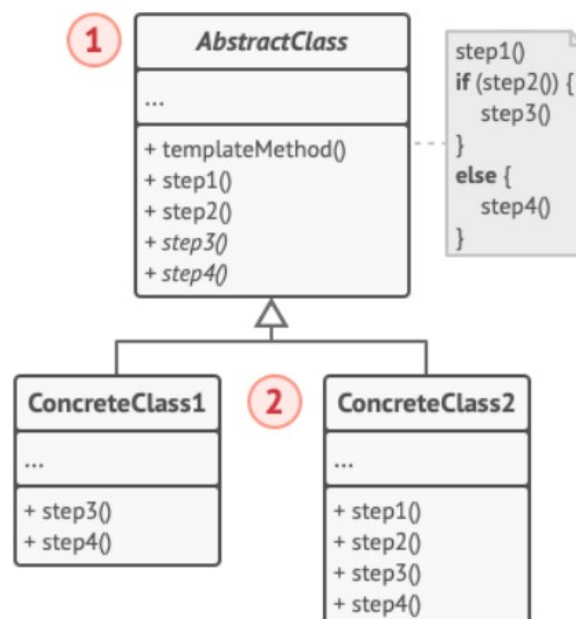 1
AbstractClass
...
+ templateMethod()
+ step1()
+ step2()
+ step3()
+ step4()
step1()
if (step2()) {
step3()
}
else {
step4()
}
ConcreteClass1
...
+ step3()
+ step4()
2
ConcreteClass2
...
+ step1()
+ step2()
+ step3()
+ step4()